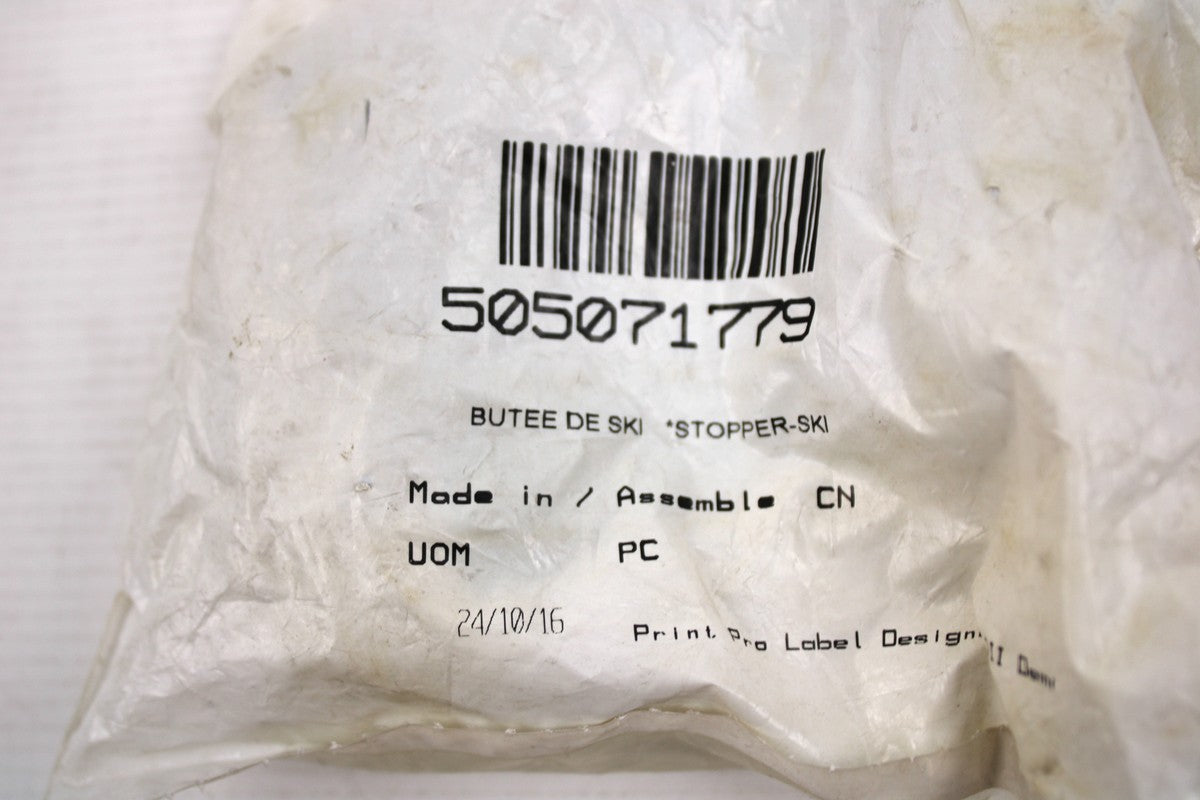 505071779
BUTEE DE SKI *STOPPER-SKI
Made in / Assemble CN
UOM PC
24/10/16 Print Pro Label Design